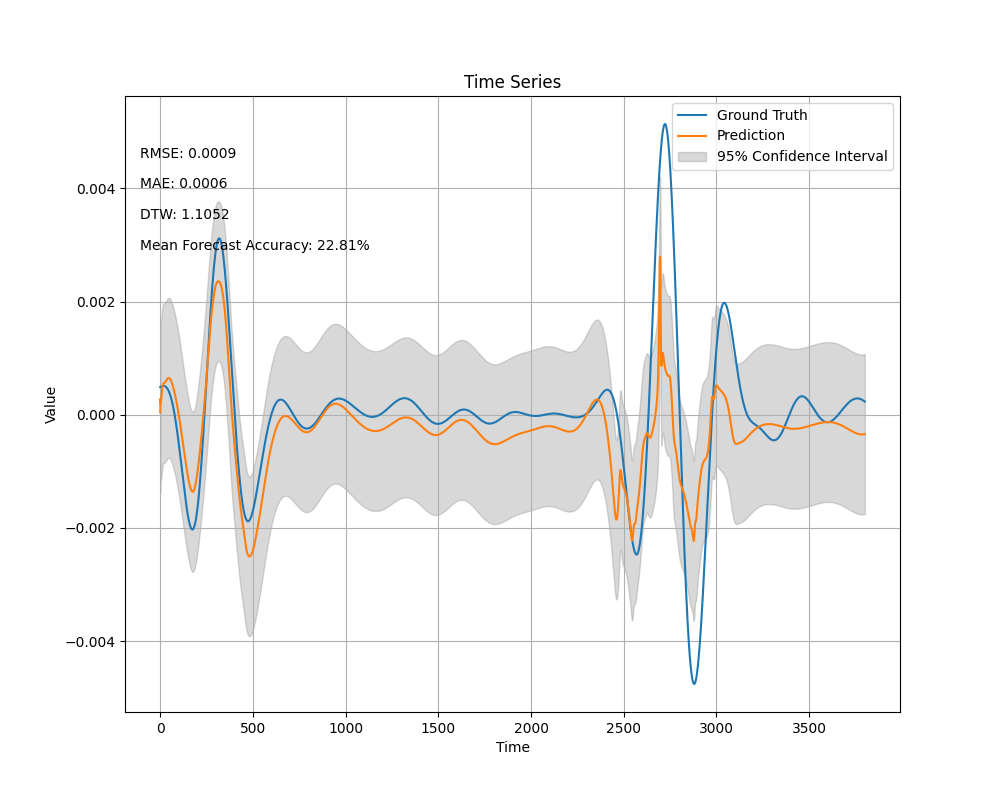 Time Series
Ground Truth
Prediction
95% Confidence Interval
RMSE: 0.0009
MAE: 0.0006
DTW: 1.1052
Mean Forecast Accuracy: 22.81%
Value
0.004
0.002
0.000
−0.002
−0.004
0 500 1000 1500 2000 2500 3000 3500
Time